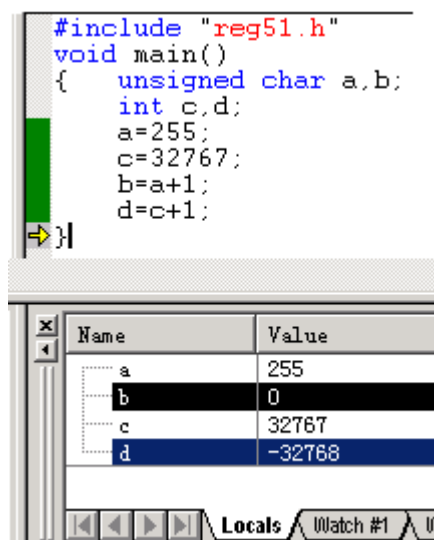 #include "reg51.h"
void main()
{ unsigned char a,b;
int c,d;
a=255;
c=32767;
b=a+1;
d=c+1;
}
Name Value
a 255
b 0
c 32767
d -32768
Locals Watch #1